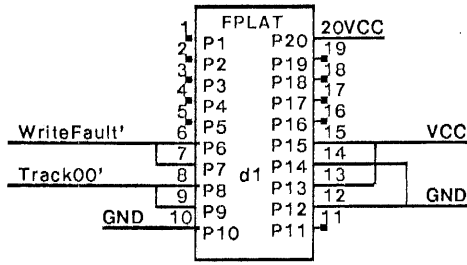 FPLAT
1 P1 P20 20 VCC
2 P2 P19 19
3 P3 P18 18
4 P4 P17 17
5 P5 P16 16
WriteFault' 6 P6 P15 15 VCC
7 P7 P14 14
Track00' 8 P8 d1 P13 13
9 P9 P12 12 GND
GND 10 P10 P11 11